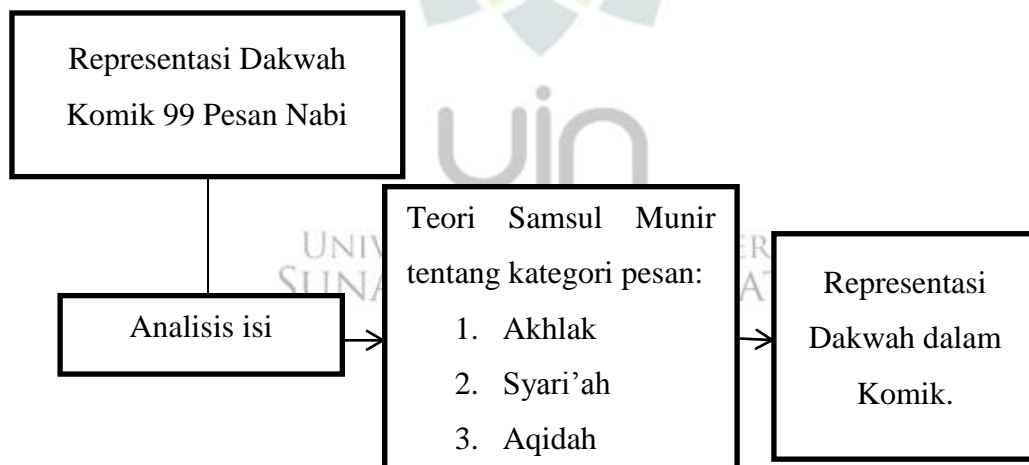 Representasi Dakwah
Komik 99 Pesan Nabi
uin
Analisis isi
Teori Samsul Munir
tentang kategori pesan:
1. Akhlak
2. Syari’ah
3. Aqidah
Representasi
Dakwah dalam
Komik.